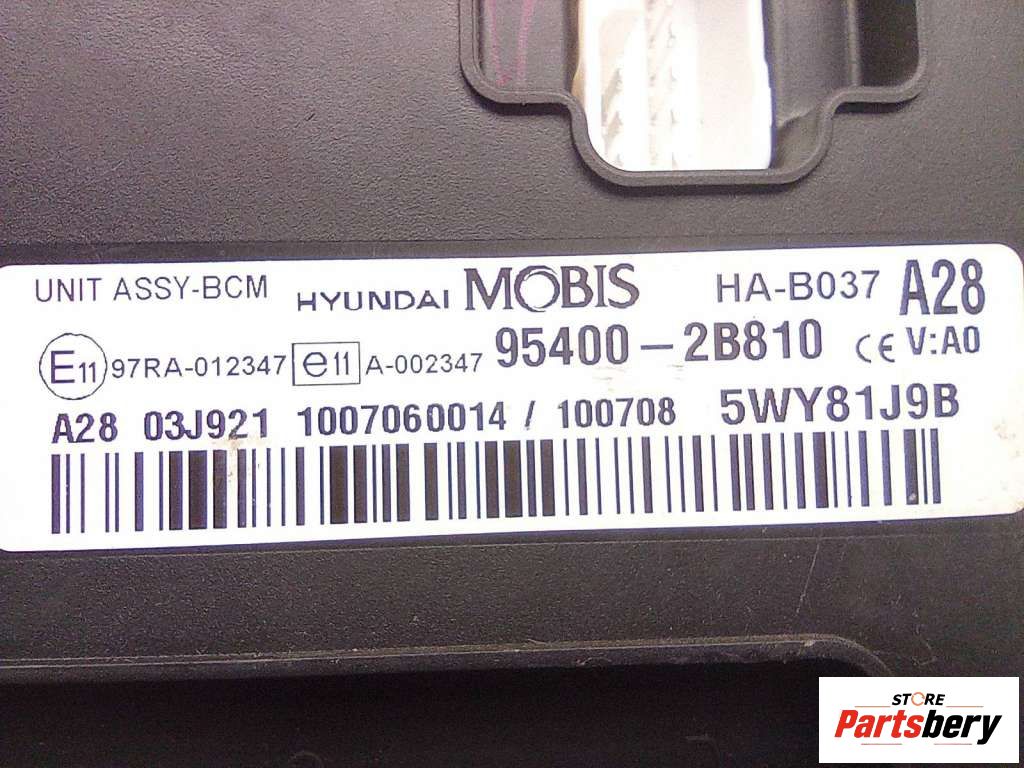 UNIT ASSY-BCM HYUNDAI MOBIS HA-B037 A28
E11 97RA-012347 e11 A-002347 95400-2B810 CE V:A0
A28 03J921 1007060014 / 100708 5WY81J9B
STORE
Partsbery